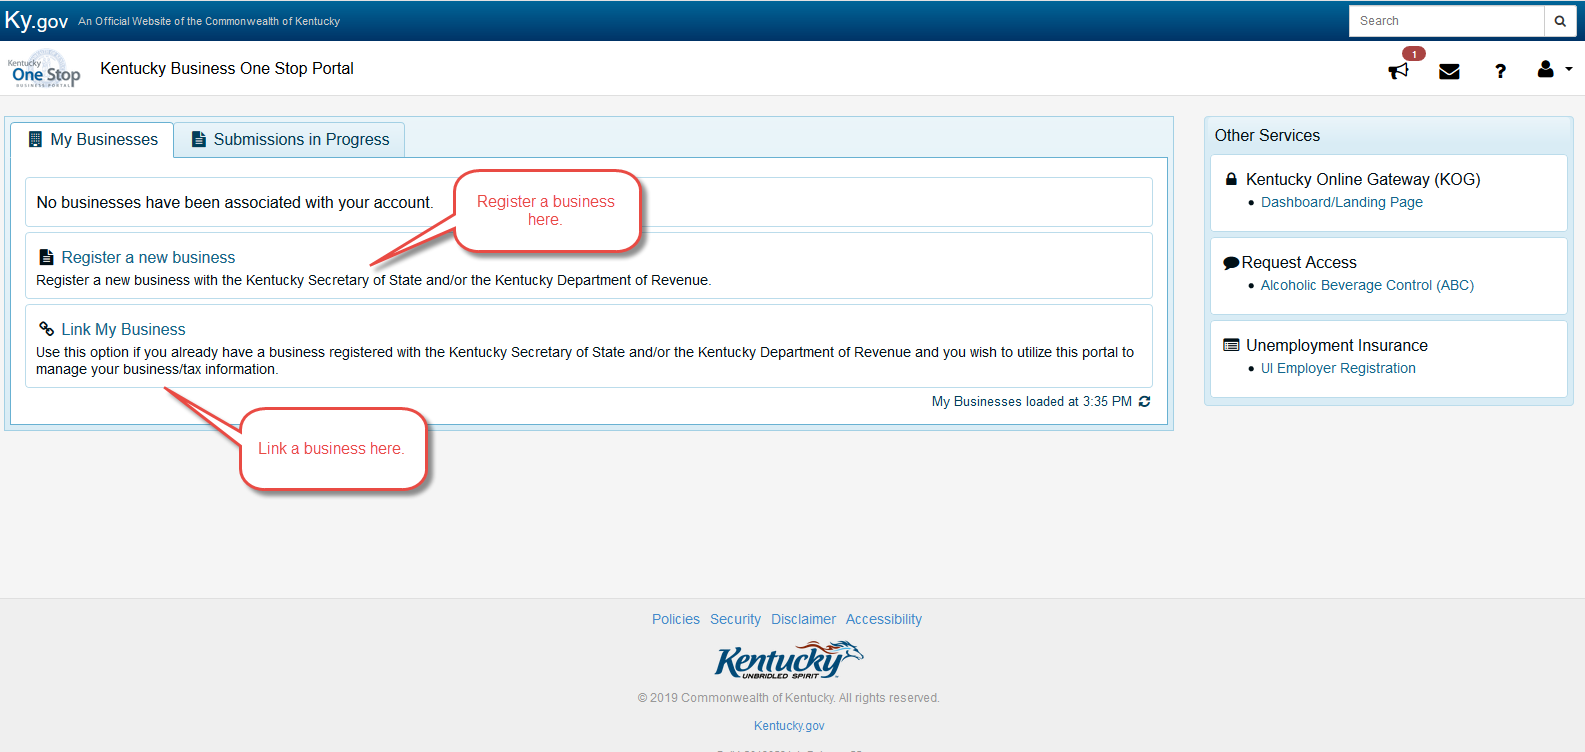 Ky.gov An Official Website of the Commonwealth of Kentucky
Search
Kentucky
One Stop
BUSINESS PORTAL
Kentucky Business One Stop Portal
1
?
My Businesses
Submissions in Progress
No businesses have been associated with your account.
Register a business
here.
Register a new business
Register a new business with the Kentucky Secretary of State and/or the Kentucky Department of Revenue.
Link My Business
Use this option if you already have a business registered with the Kentucky Secretary of State and/or the Kentucky Department of Revenue and you wish to utilize this portal to
manage your business/tax information.
My Businesses loaded at 3:35 PM
Link a business here.
Other Services
Kentucky Online Gateway (KOG)
Dashboard/Landing Page
Request Access
Alcoholic Beverage Control (ABC)
Unemployment Insurance
UI Employer Registration
Policies Security Disclaimer Accessibility
Kentucky
UNBRIDLED SPIRIT
© 2019 Commonwealth of Kentucky. All rights reserved.
Kentucky.gov